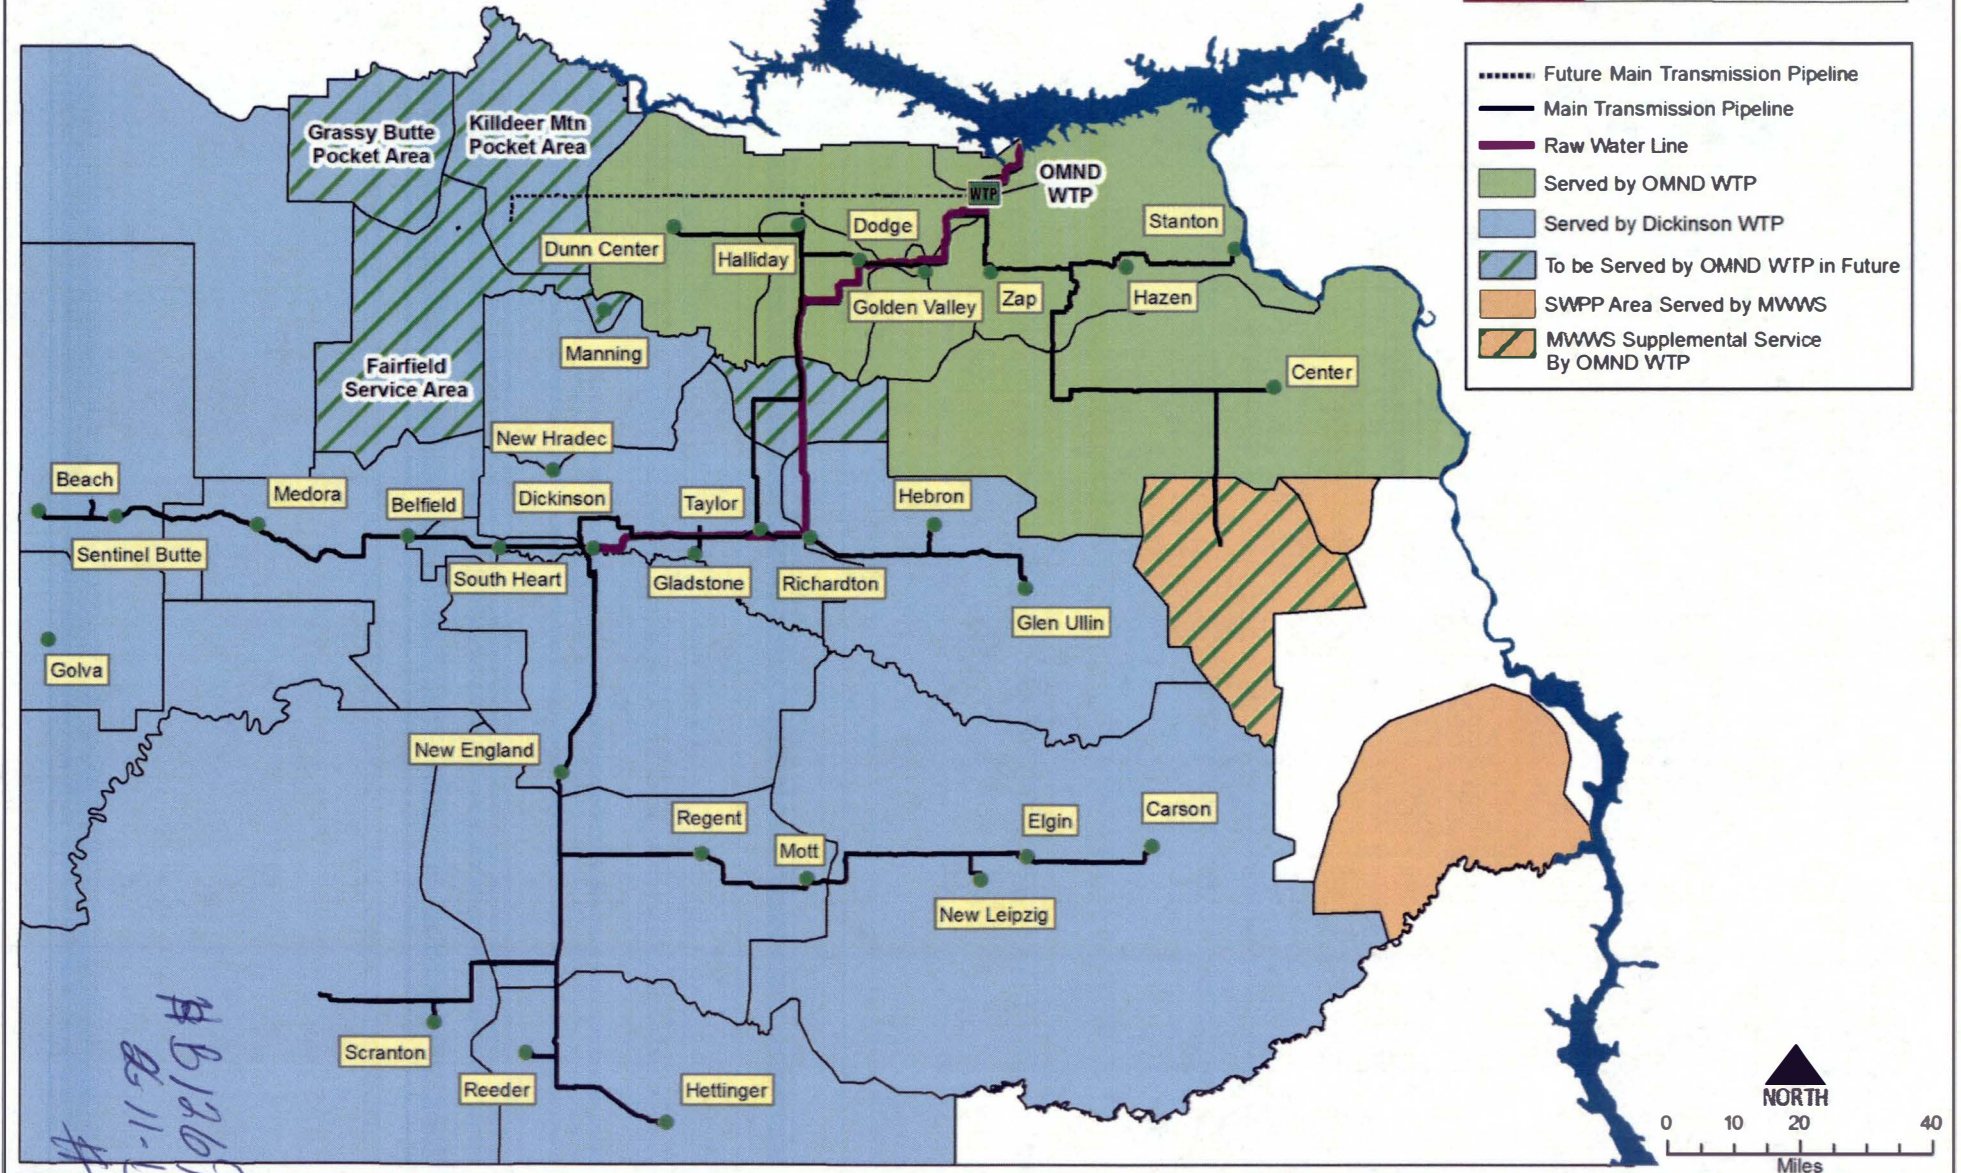 Future Main Transmission Pipeline
Main Transmission Pipeline
Raw Water Line
Served by OMND WTP
Served by Dickinson WTP
To be Served by OMND WTP in Future
SWPP Area Served by MWWS
MWWS Supplemental Service
By OMND WTP
Grassy Butte
Pocket Area
Killdeer Mtn
Pocket Area
OMND
WTP
WTP
Dunn Center
Halliday
Dodge
Stanton
Golden Valley
Zap
Hazen
Manning
Fairfield
Service Area
Center
New Hradec
Beach
Medora
Belfield
Dickinson
Taylor
Hebron
Sentinel Butte
South Heart
Gladstone
Richardton
Glen Ullin
Golva
New England
Regent
Mott
Elgin
Carson
New Leipzig
Scranton
Reeder
Hettinger
NORTH
0 10 20 40
Miles